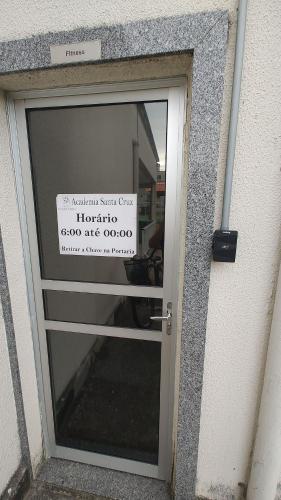 Fitness
Academia Santa Cruz
Horário
6:00 até 00:00
Retirar a Chave na Portaria